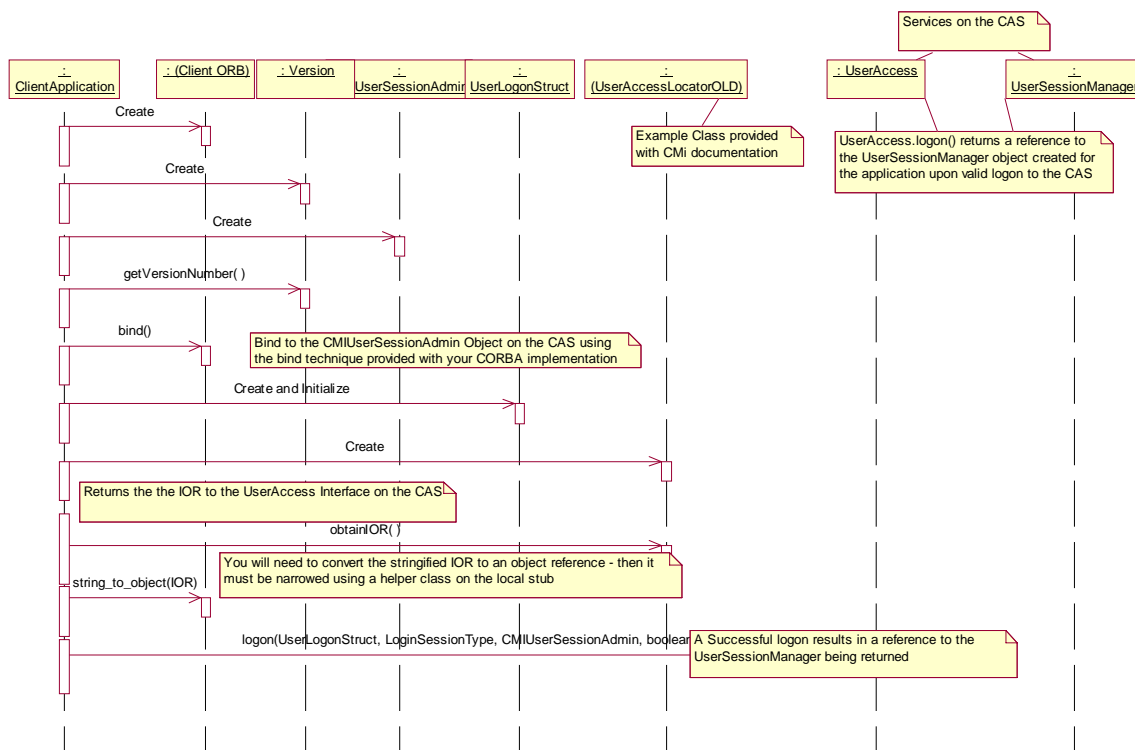 Services on the CAS
:
ClientApplication
: (Client ORB)
: Version
:
UserSessionAdmin
:
UserLogonStruct
:
(UserAccessLocatorOLD)
: UserAccess
:
UserSessionManager
Create
Example Class provided
with CMi documentation
UserAccess.logon() returns a reference to
the UserSessionManager object created for
the application upon valid logon to the CAS
Create
Create
getVersionNumber( )
bind()
Bind to the CMIUserSessionAdmin Object on the CAS using
the bind technique provided with your CORBA implementation
Create and Initialize
Create
Returns the the IOR to the UserAccess Interface on the CAS
obtainIOR( )
You will need to convert the stringified IOR to an object reference - then it
must be narrowed using a helper class on the local stub
string_to_object(IOR)
logon(UserLogonStruct, LoginSessionType, CMIUserSessionAdmin, boolean
A Successful logon results in a reference to the
UserSessionManager being returned